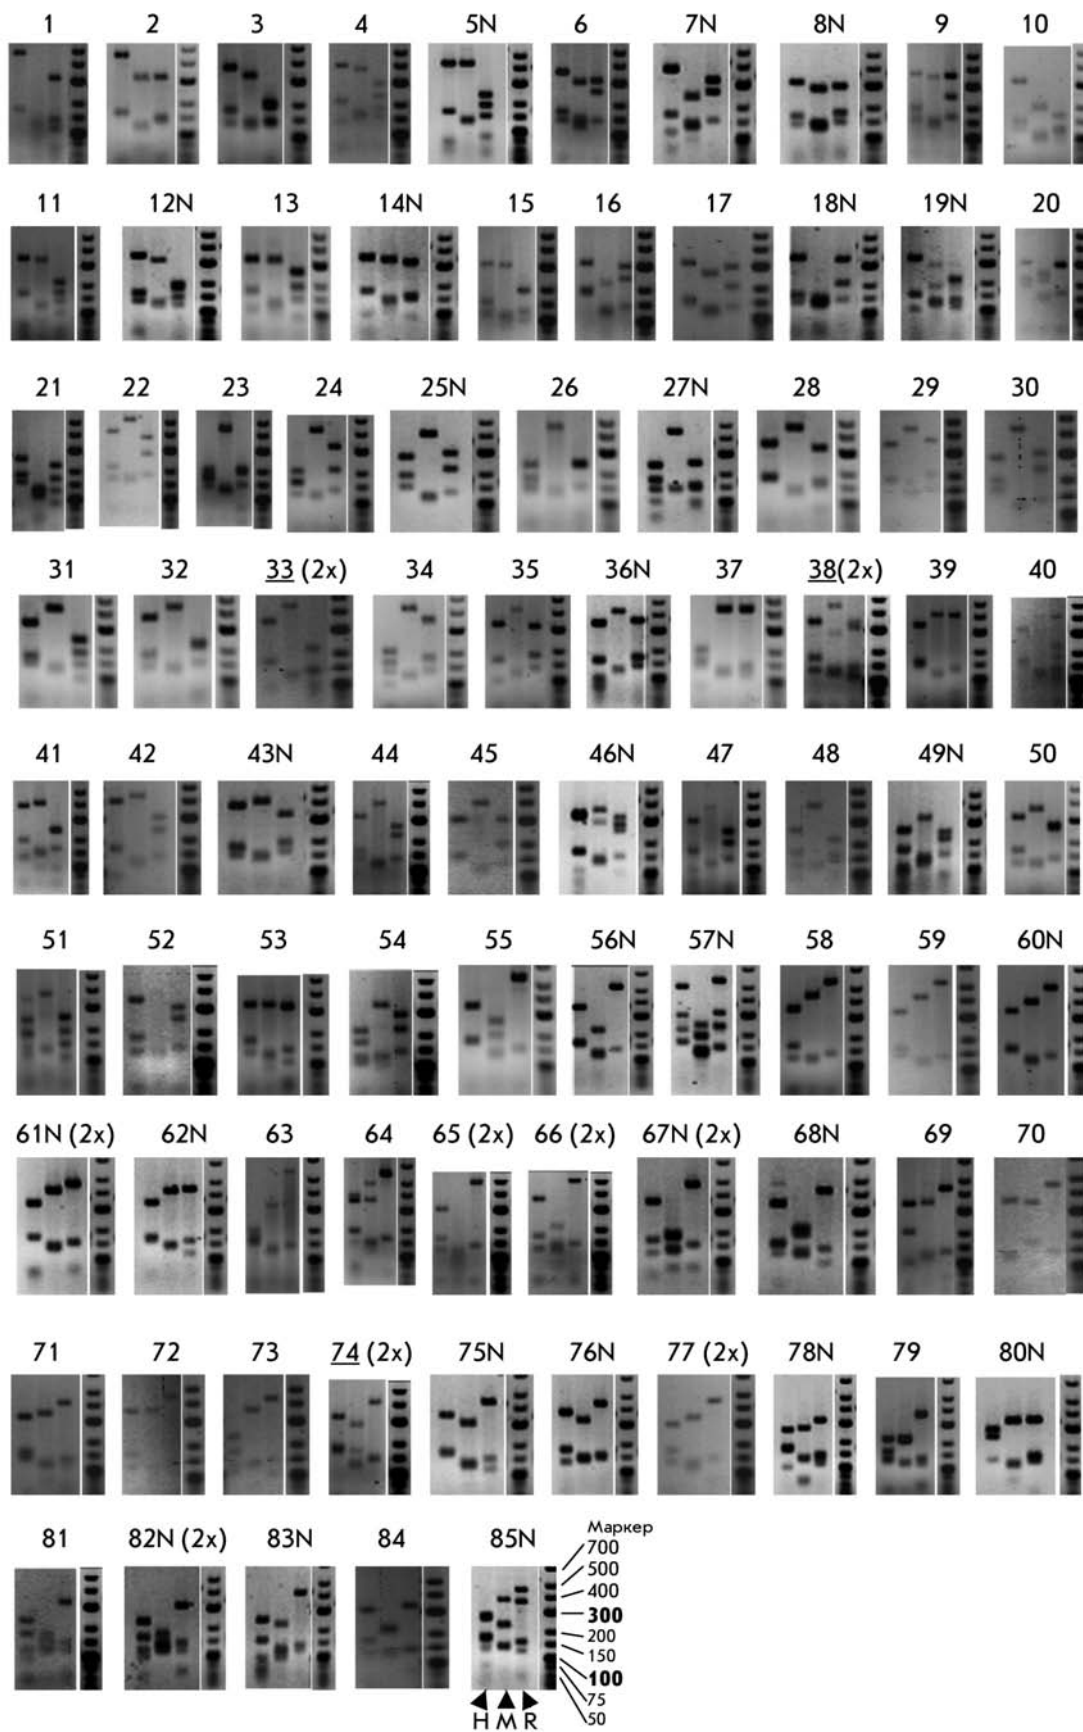 1 2 3 4 5N 6 7N 8N 9 10
11 12N 13 14N 15 16 17 18N 19N 20
21 22 23 24 25N 26 27N 28 29 30
31 32 33 (2x) 34 35 36N 37 38(2x) 39 40
41 42 43N 44 45 46N 47 48 49N 50
51 52 53 54 55 56N 57N 58 59 60N
61N (2x) 62N 63 64 65 (2x) 66 (2x) 67N (2x) 68N 69 70
71 72 73 74 (2x) 75N 76N 77 (2x) 78N 79 80N
81 82N (2x) 83N 84 85N
Маркер
700
500
400
300
200
150
100
75
50
H M R